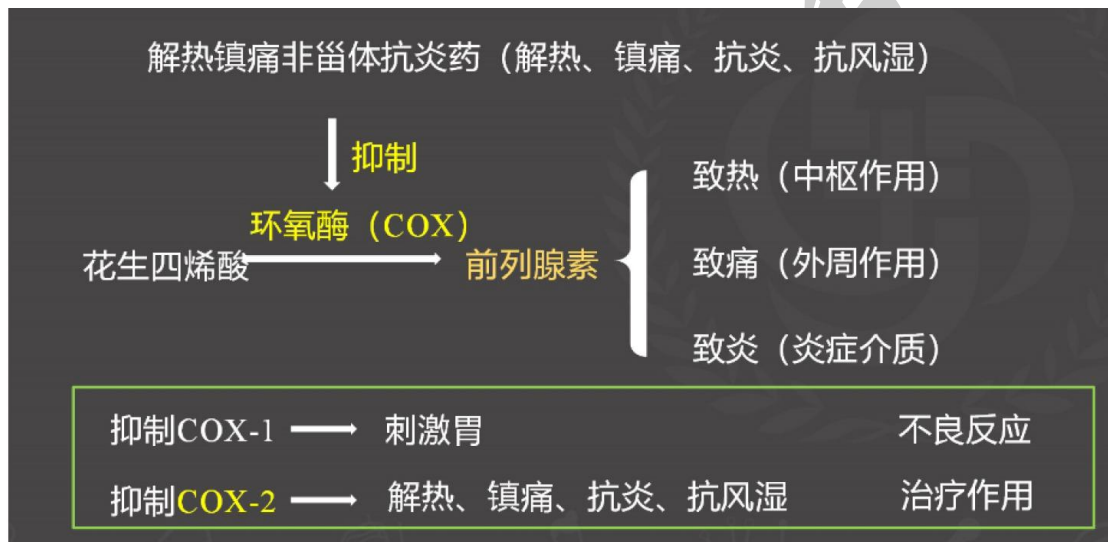 解热镇痛非甾体抗炎药（解热、镇痛、抗炎、抗风湿）
抑制
环氧酶（COX）
花生四烯酸
前列腺素
致热（中枢作用）
致痛（外周作用）
致炎（炎症介质）
抑制COX-1 刺激胃 不良反应
抑制COX-2 解热、镇痛、抗炎、抗风湿 治疗作用